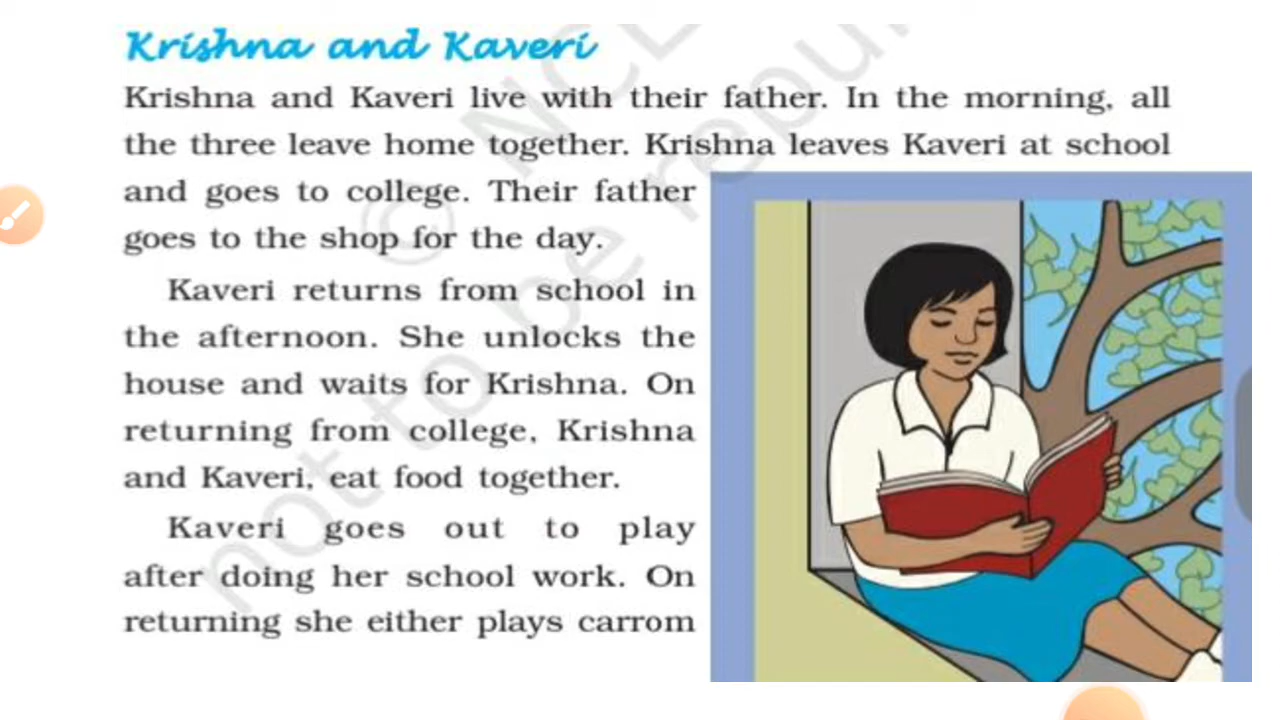 Krishna and Kaveri
Krishna and Kaveri live with their father. In the morning, all
the three leave home together. Krishna leaves Kaveri at school
and goes to college. Their father
goes to the shop for the day.
Kaveri returns from school in
the afternoon. She unlocks the
house and waits for Krishna. On
returning from college, Krishna
and Kaveri, eat food together.
Kaveri goes out to play
after doing her school work. On
returning she either plays carrom
not to be